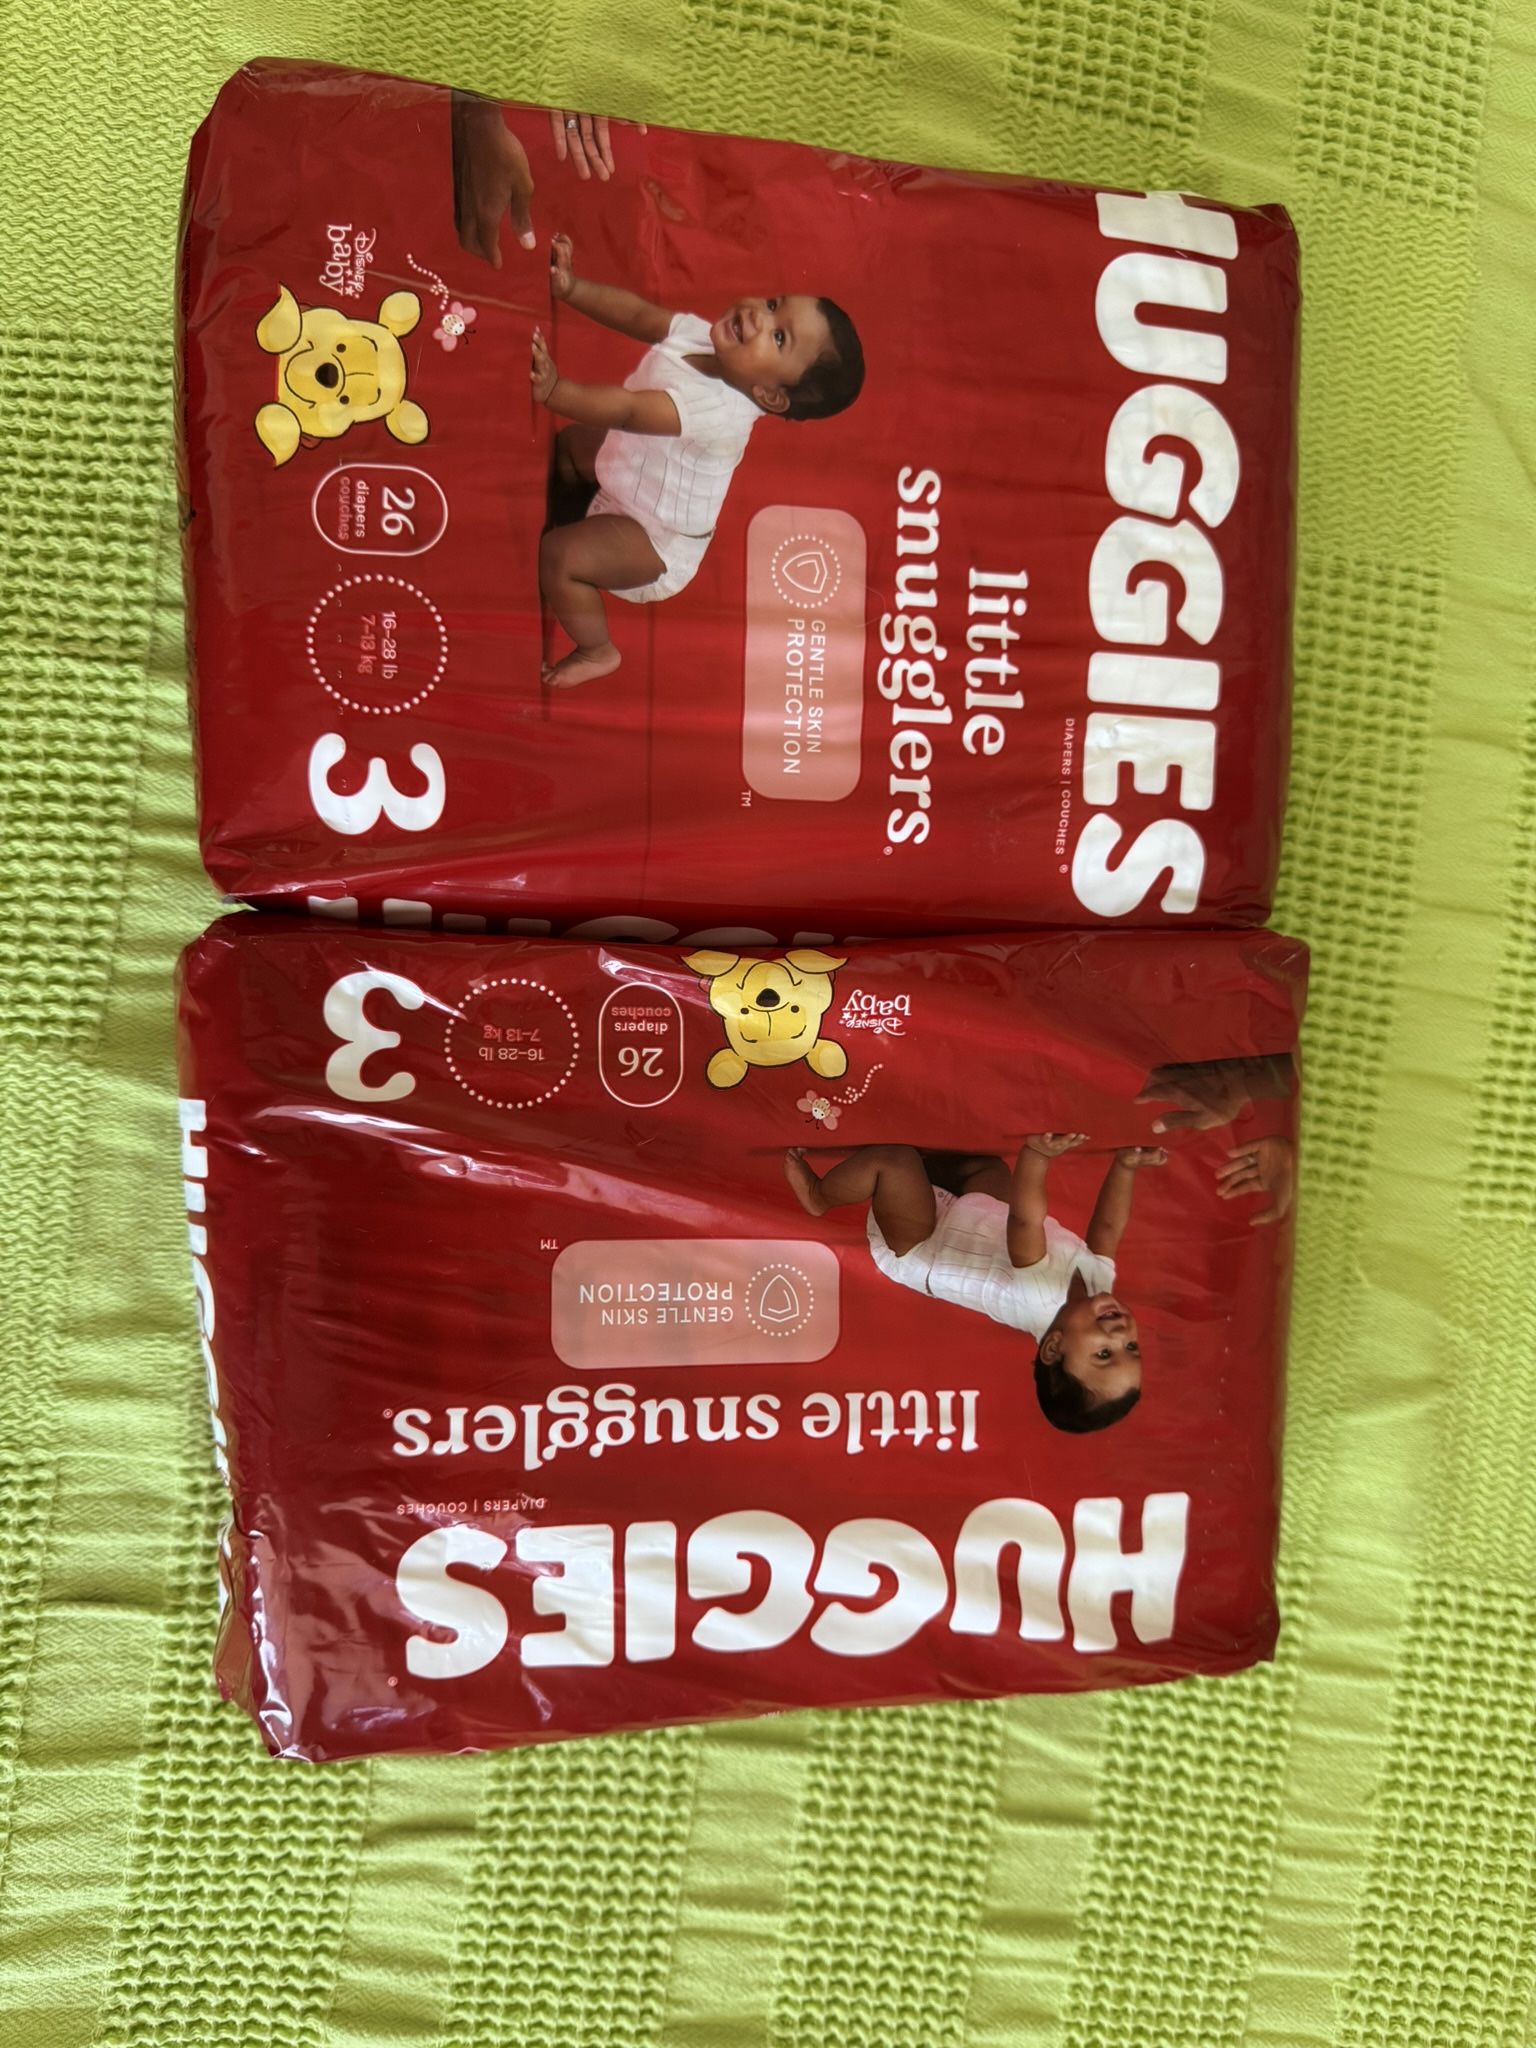 HUGGIES
DIAPERS | COUCHES ®
little
snugglers®
GENTLE SKIN
PROTECTION
TM
Disney
baby
26
diapers
couches
16-28 lb
7-13 kg
3
HUGGIES®
DIAPERS | COUCHES
little snugglers®
GENTLE SKIN
PROTECTION
TM
Disney
baby
26
diapers
couches
16-28 lb
7-13 kg
3